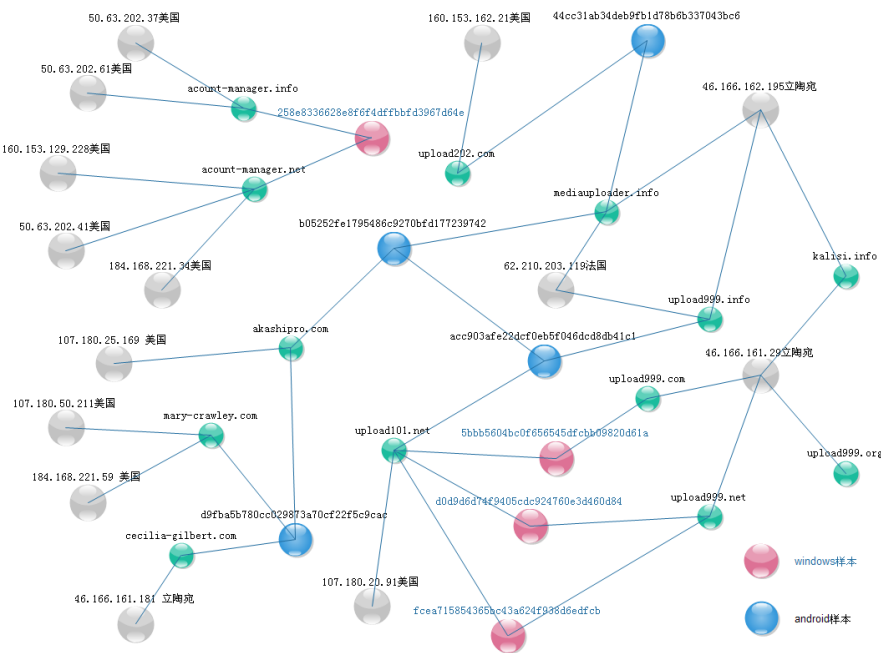 50.63.202.37美国
160.153.162.21美国
44cc31ab34deb9fb1d78b6b337043bc6
50.63.202.61美国
acount-manager.info
46.166.162.195立陶宛
258e8336628e8f6f4dffbbfd3967d64e
160.153.129.228美国
upload202.com
acount-manager.net
mediauploader.info
50.63.202.41美国
b05252fe1795486c9270bfd177239742
184.168.221.34美国
62.210.203.119法国
kalisi.info
upload999.info
akashipro.com
107.180.25.169 美国
acc903afe22dcf0eb5f046dcd8db41c1
46.166.161.29立陶宛
upload999.com
107.180.50.211美国
mary-crawley.com
upload101.net
5bbb5604bc0f656545dfcbb09820d61a
upload999.org
184.168.221.59 美国
d0d9d6d74f9405cdc924760e3d460d84
upload999.net
d9fba5b780cc029873a70cf22f5c9cac
cecilia-gilbert.com
windows样本
107.180.20.91美国
46.166.161.181 立陶宛
fcea715854365bc43a624f938d6edfcb
android样本